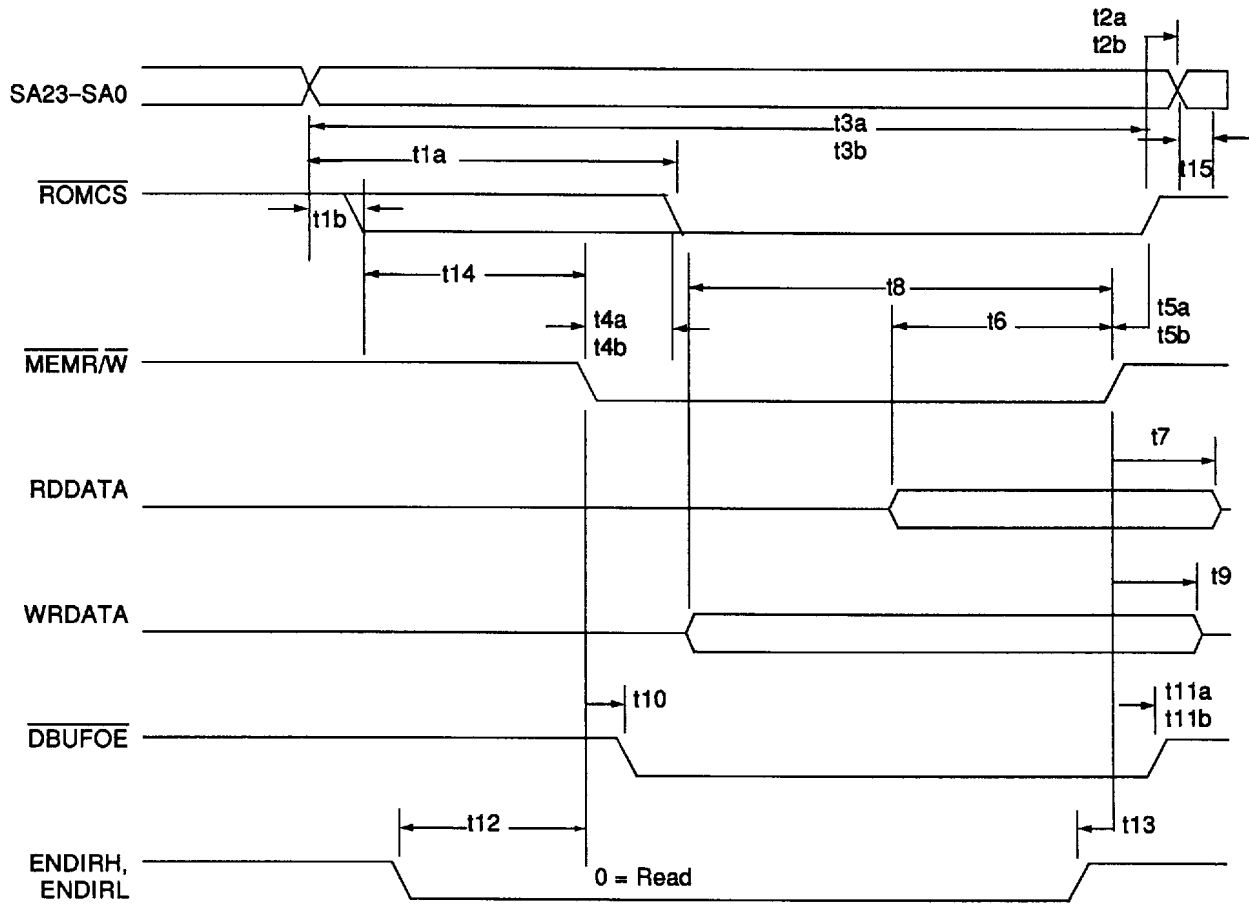 t2a
t2b
SA23–SA0
t3a
t3b
t1a
t15
ROMCS
t1b
t14
t8
t4a
t4b
t6
t5a
t5b
MEMR/W
t7
RDDATA
t9
WRDATA
t10
t11a
t11b
DBUFOE
t12
t13
ENDIRH,
ENDIRL
0 = Read